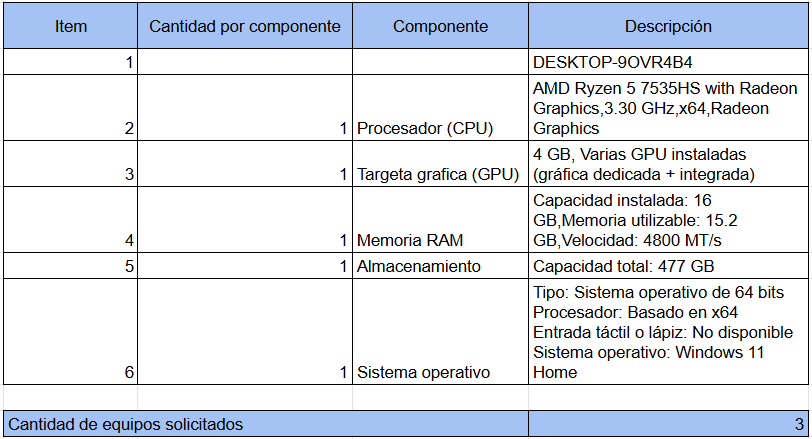 Item Cantidad por componente Componente Descripción
1 DESKTOP-9OVR4B4
AMD Ryzen 5 7535HS with Radeon
Graphics,3.30 GHz,x64,Radeon
2 1 Procesador (CPU) Graphics
4 GB, Varias GPU instaladas
3 1 Targeta grafica (GPU) (gráfica dedicada + integrada)
Capacidad instalada: 16
GB,Memoria utilizable: 15.2
4 1 Memoria RAM GB,Velocidad: 4800 MT/s
5 1 Almacenamiento Capacidad total: 477 GB
Tipo: Sistema operativo de 64 bits
Procesador: Basado en x64
Entrada táctil o lápiz: No disponible
Sistema operativo: Windows 11
6 1 Sistema operativo Home
Cantidad de equipos solicitados 3